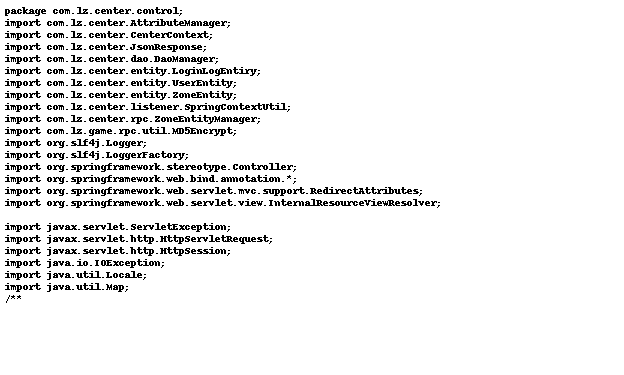 package com.lz.center.control;
import com.lz.center.AttributeManager;
import com.lz.center.CenterContext;
import com.lz.center.JsonResponse;
import com.lz.center.dao.DaoManager;
import com.lz.center.entity.LoginLogEntiry;
import com.lz.center.entity.UserEntity;
import com.lz.center.entity.ZoneEntity;
import com.lz.center.listener.SpringContextUtil;
import com.lz.center.rpc.ZoneEntityManager;
import com.lz.game.rpc.util.MD5Encrypt;
import org.slf4j.Logger;
import org.slf4j.LoggerFactory;
import org.springframework.stereotype.Controller;
import org.springframework.web.bind.annotation.*;
import org.springframework.web.servlet.mvc.support.RedirectAttributes;
import org.springframework.web.servlet.view.InternalResourceViewResolver;
import javax.servlet.ServletException;
import javax.servlet.http.HttpServletRequest;
import javax.servlet.http.HttpSession;
import java.io.IOException;
import java.util.Locale;
import java.util.Map;
/**